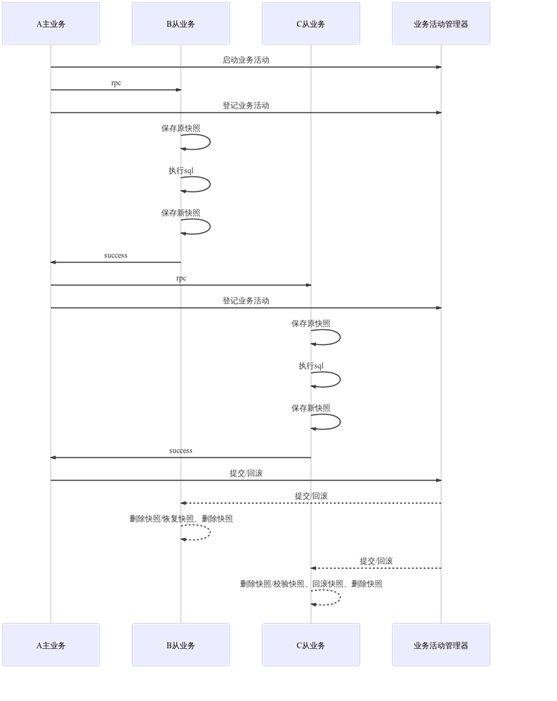 A主业务
B从业务
C从业务
业务活动管理器
启动业务活动
rpc
登记业务活动
保存原快照
执行sql
保存新快照
success
rpc
登记业务活动
保存原快照
执行sql
保存新快照
success
提交/回滚
提交/回滚
删除快照/恢复快照、删除快照
提交/回滚
删除快照/校验快照、回滚快照、删除快照
A主业务
B从业务
C从业务
业务活动管理器